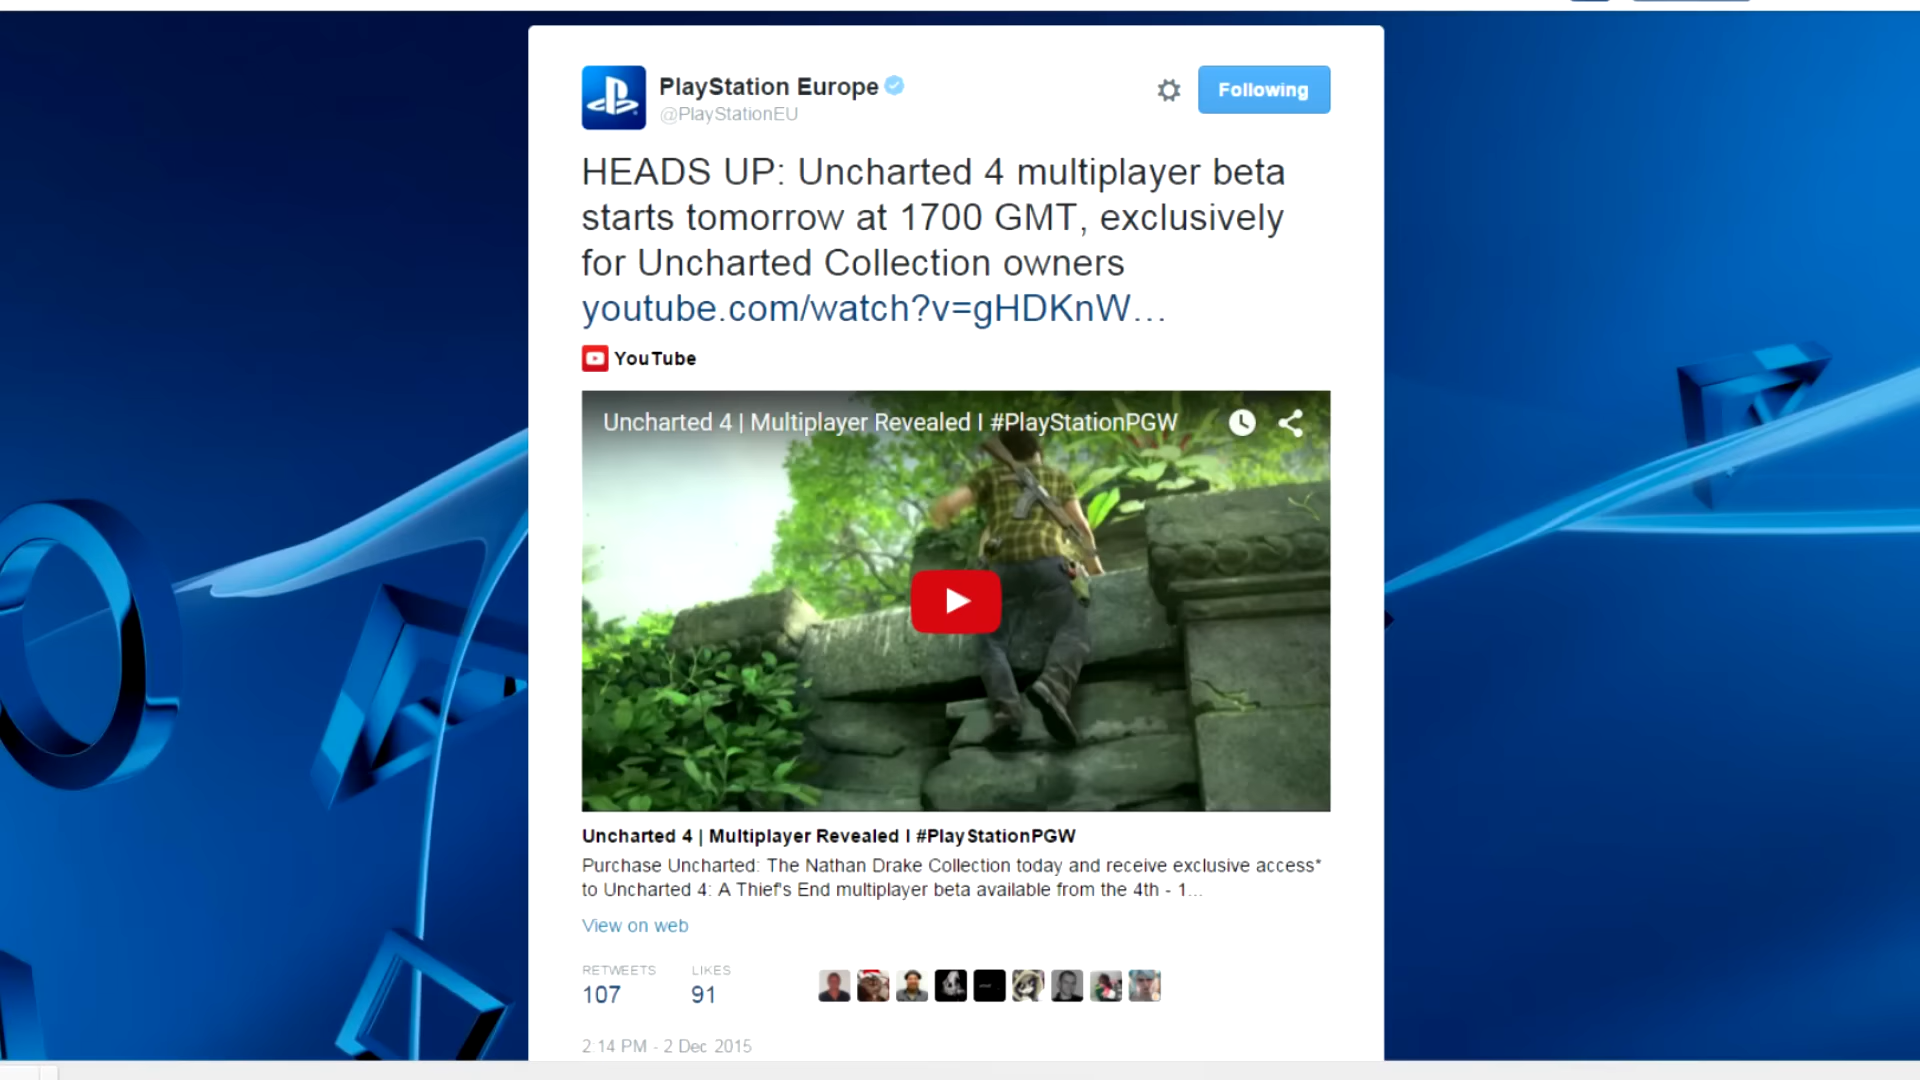 PlayStation Europe
@PlayStationEU
Following
HEADS UP: Uncharted 4 multiplayer beta
starts tomorrow at 1700 GMT, exclusively
for Uncharted Collection owners
youtube.com/watch?v=gHDKnW…
YouTube
Uncharted 4 | Multiplayer Revealed I #PlayStationPGW
Uncharted 4 | Multiplayer Revealed I #PlayStationPGW
Purchase Uncharted: The Nathan Drake Collection today and receive exclusive access*
to Uncharted 4: A Thief's End multiplayer beta available from the 4th - 1...
View on web
RETWEETS
LIKES
107
91
2:14 PM - 2 Dec 2015